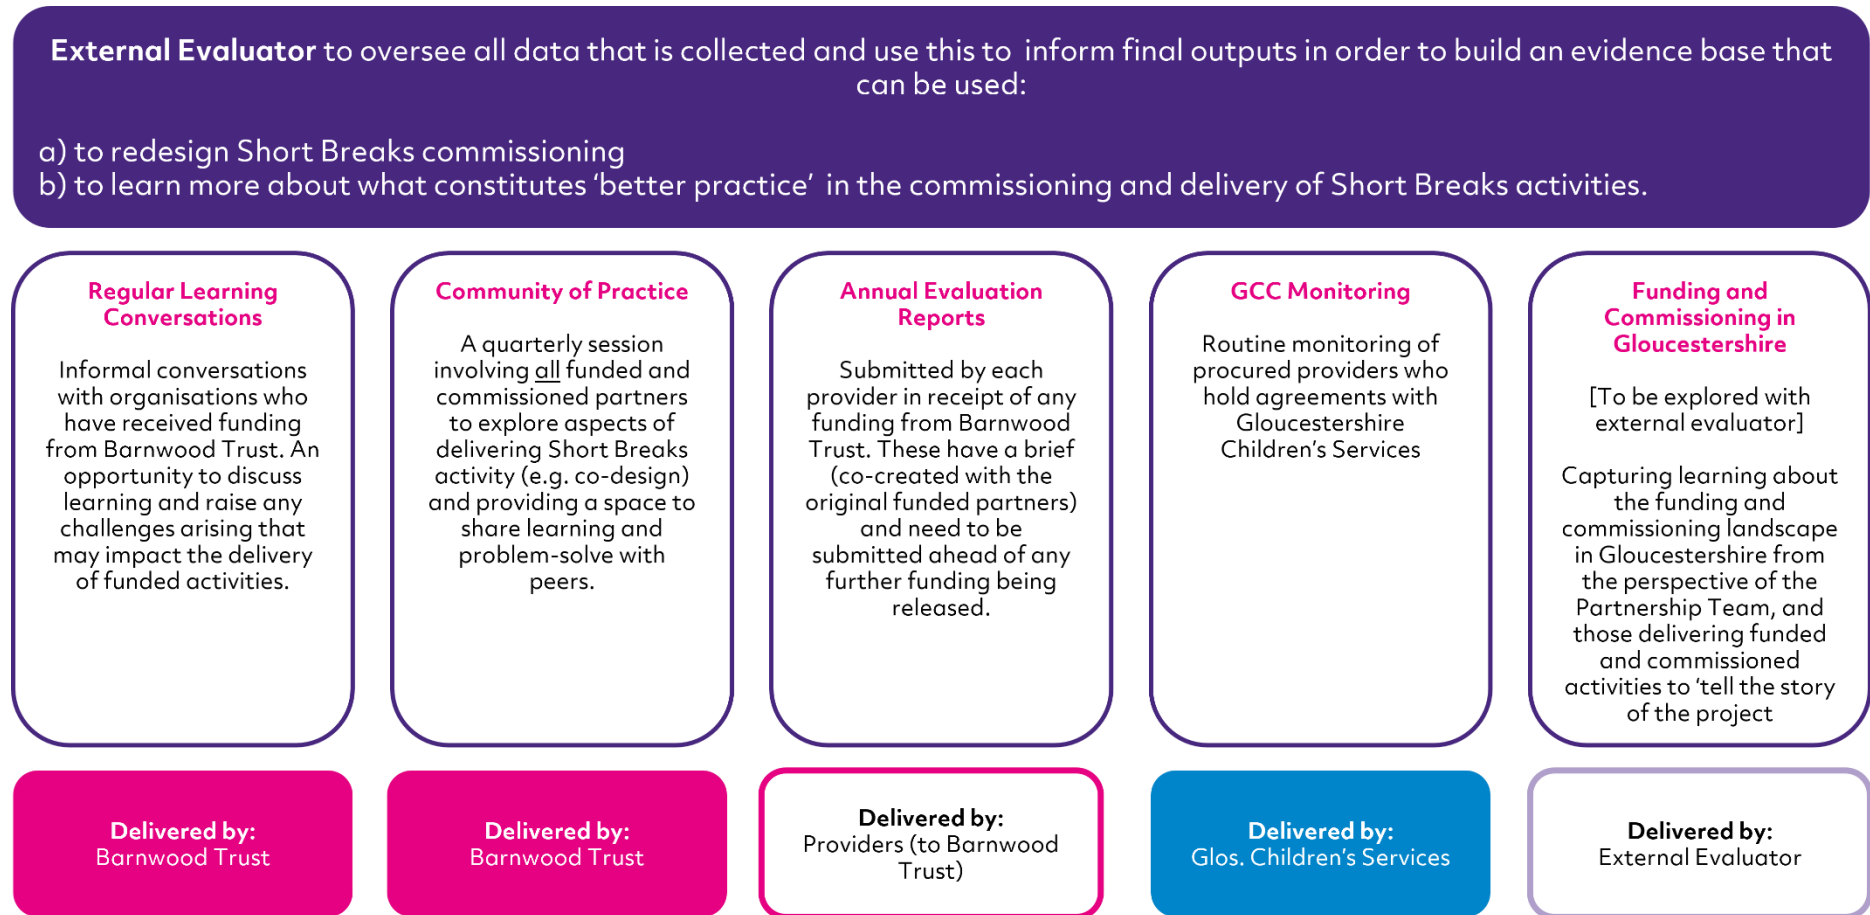 External Evaluator to oversee all data that is collected and use this to inform final outputs in order to build an evidence base that
can be used:
a) to redesign Short Breaks commissioning
b) to learn more about what constitutes ‘better practice’ in the commissioning and delivery of Short Breaks activities.
Regular Learning
Conversations
Informal conversations
with organisations who
have received funding
from Barnwood Trust. An
opportunity to discuss
learning and raise any
challenges arising that
may impact the delivery
of funded activities.
Community of Practice
A quarterly session
involving all funded and
commissioned partners
to explore aspects of
delivering Short Breaks
activity (e.g. co-design)
and providing a space to
share learning and
problem-solve with
peers.
Annual Evaluation
Reports
Submitted by each
provider in receipt of any
funding from Barnwood
Trust. These have a brief
(co-created with the
original funded partners)
and need to be
submitted ahead of any
further funding being
released.
GCC Monitoring
Routine monitoring of
procured providers who
hold agreements with
Gloucestershire
Children’s Services
Funding and
Commissioning in
Gloucestershire
[To be explored with
external evaluator]
Capturing learning about
the funding and
commissioning landscape
in Gloucestershire from
the perspective of the
Partnership Team, and
those delivering funded
and commissioned
activities to ‘tell the story
of the project
Delivered by:
Barnwood Trust
Delivered by:
Barnwood Trust
Delivered by:
Providers (to Barnwood
Trust)
Delivered by:
Glos. Children’s Services
Delivered by:
External Evaluator